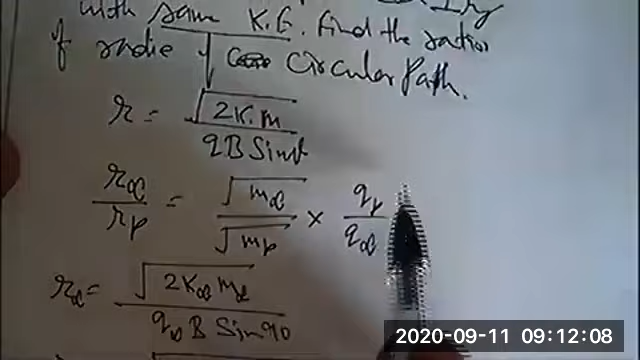 with same K.E. Find the ratios
of radie of Circular Path.
r = √2K.m / qB Sinθ
rα / rp = √mα / √mp × qp / qα
rα = √2Kα mα / qα B Sin90
2020-09-11 09:12:08